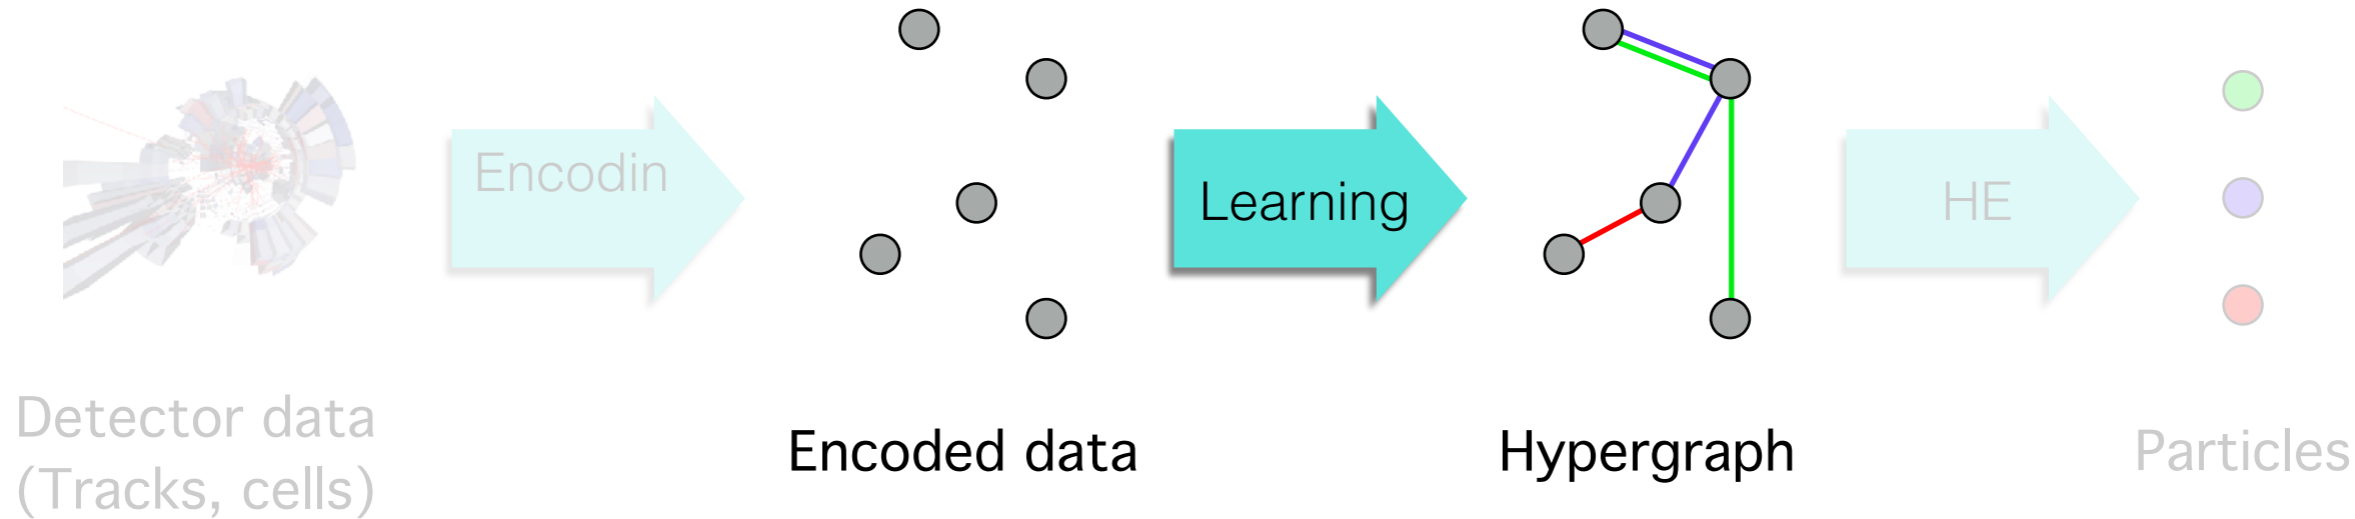 Encodin
Learning
HE
Detector data
(Tracks, cells)
Encoded data
Hypergraph
Particles